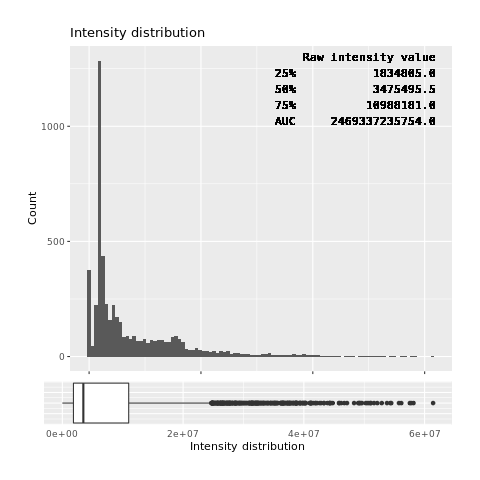 Intensity distribution
Raw intensity value
25% 1834805.0
50% 3475495.5
75% 10988181.0
AUC 2469337235754.0
1000
500
0
Count
0e+00 2e+07 4e+07 6e+07
Intensity distribution